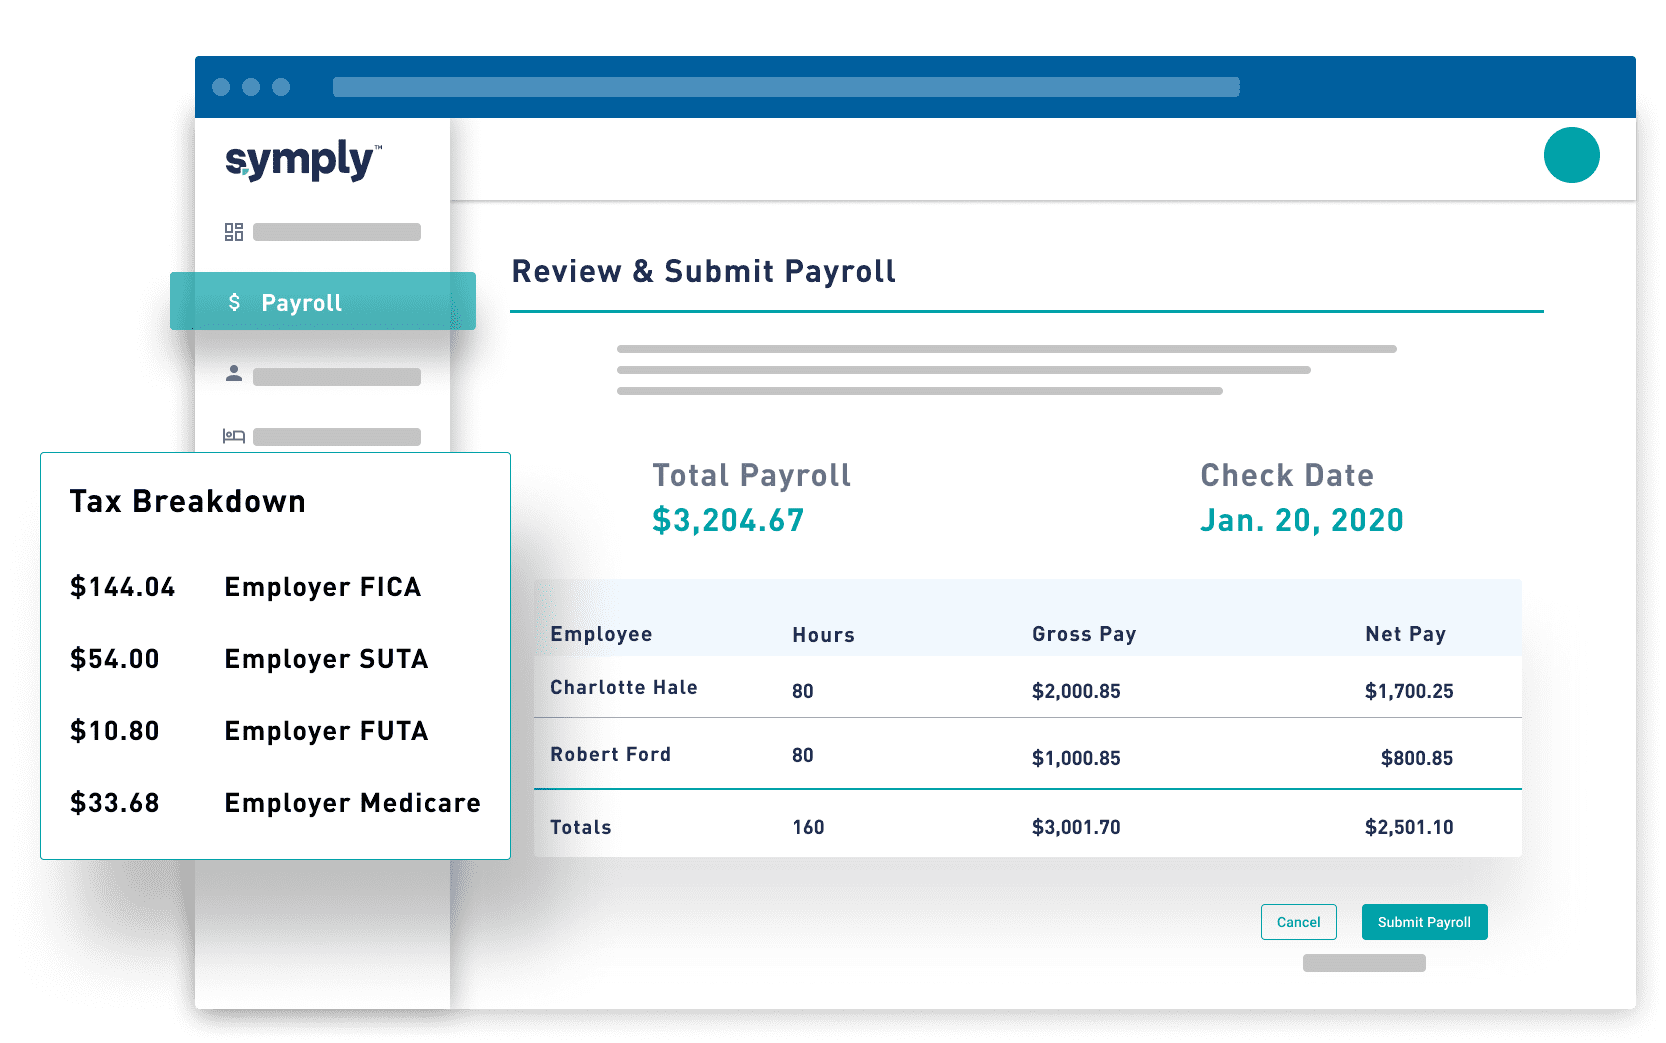 symply™
$ Payroll
Review & Submit Payroll
Total Payroll
$3,204.67
Check Date
Jan. 20, 2020
Tax Breakdown
$144.04 Employer FICA
$54.00 Employer SUTA
$10.80 Employer FUTA
$33.68 Employer Medicare
Employee Hours Gross Pay Net Pay
Charlotte Hale 80 $2,000.85 $1,700.25
Robert Ford 80 $1,000.85 $800.85
Totals 160 $3,001.70 $2,501.10
Cancel Submit Payroll